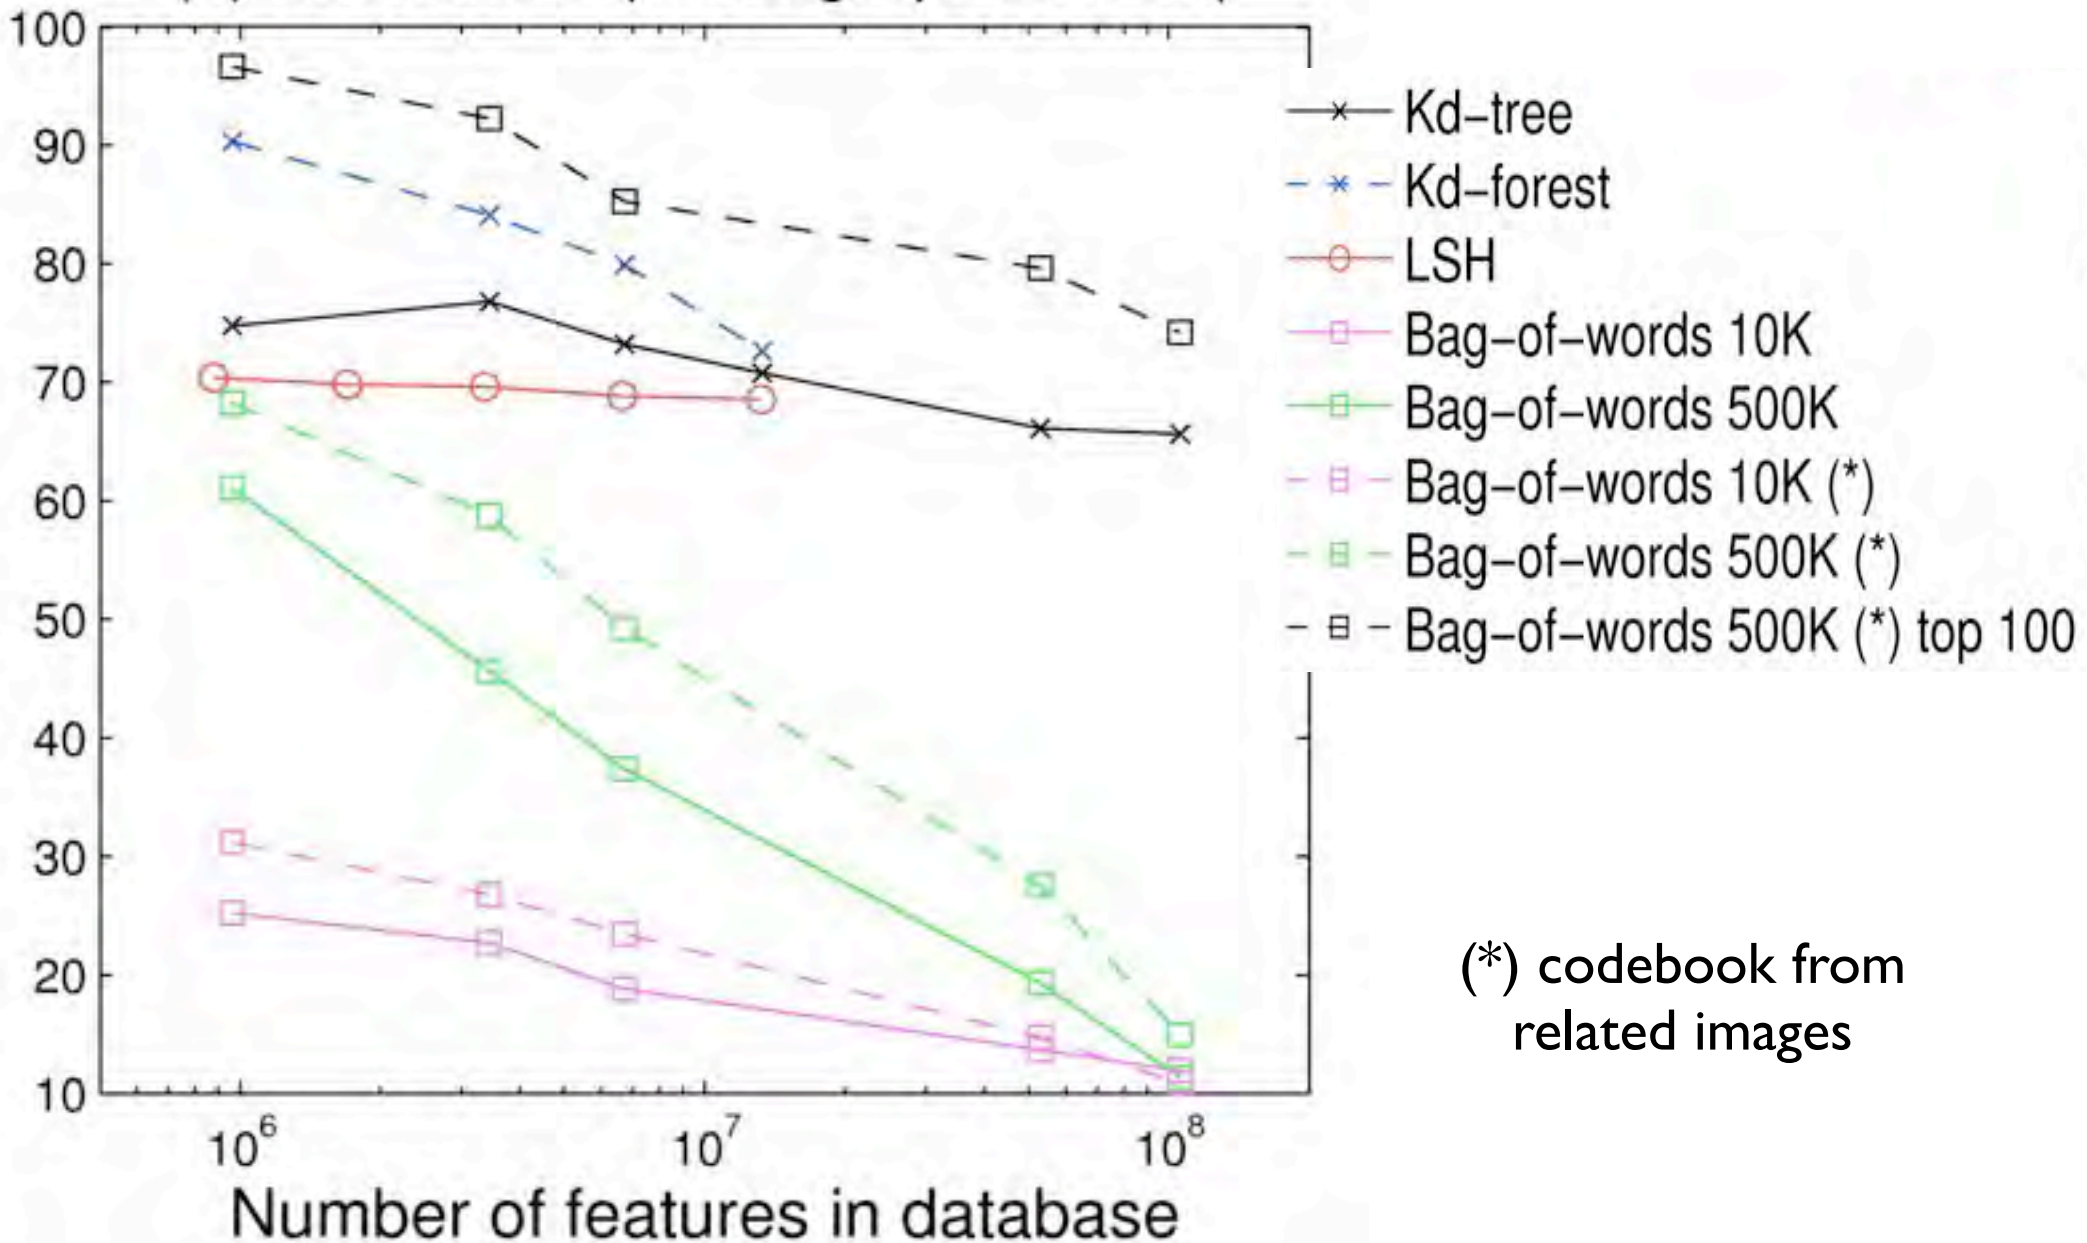 100
90
80
70
60
50
40
30
20
10
10^6
10^7
10^8
Number of features in database
Kd-tree
Kd-forest
LSH
Bag-of-words 10K
Bag-of-words 500K
Bag-of-words 10K (*)
Bag-of-words 500K (*)
Bag-of-words 500K (*) top 100
(*) codebook from
related images